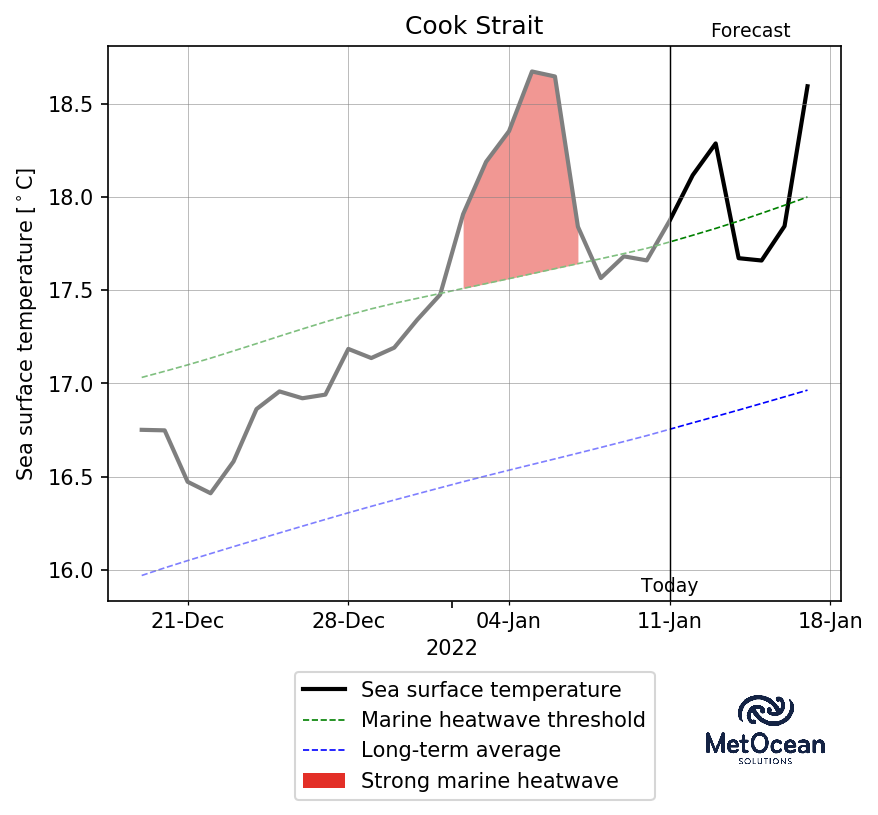 Cook Strait
Forecast
Sea surface temperature [°C]
18.5
18.0
17.5
17.0
16.5
16.0
Today
21-Dec
28-Dec
04-Jan
11-Jan
18-Jan
2022
Sea surface temperature
Marine heatwave threshold
Long-term average
Strong marine heatwave
MetOcean
SOLUTIONS